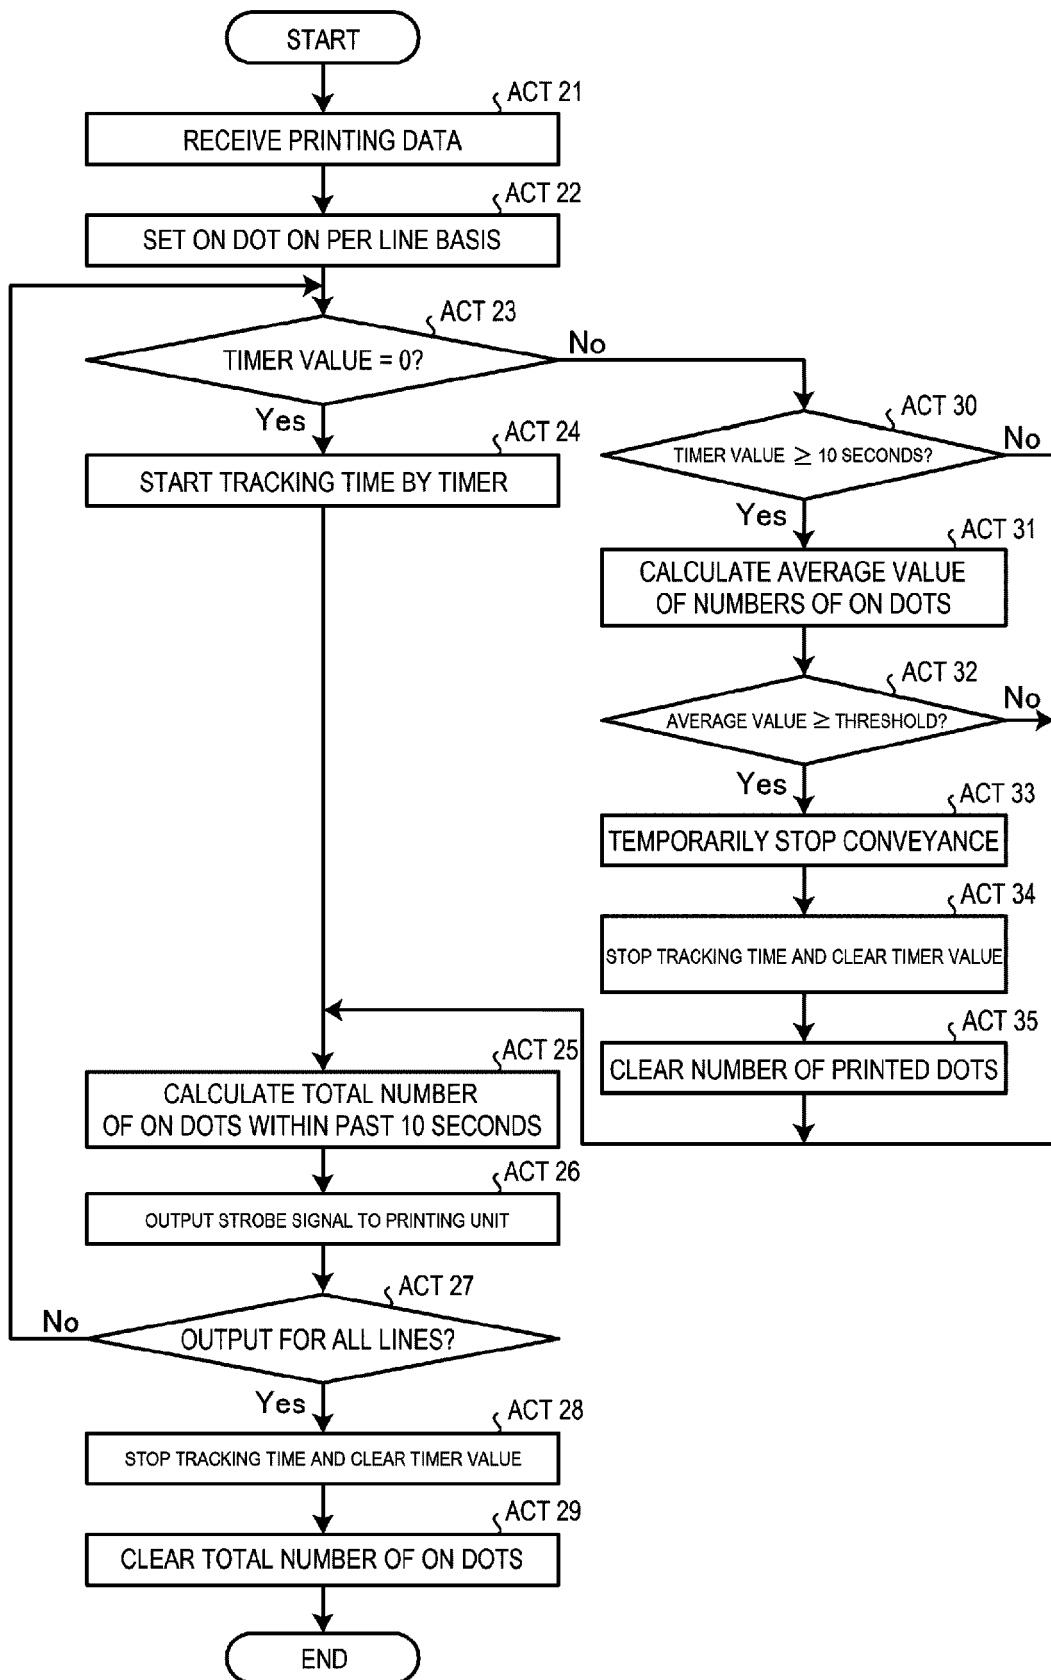 START
ACT 21
RECEIVE PRINTING DATA
ACT 22
SET ON DOT ON PER LINE BASIS
ACT 23
TIMER VALUE = 0?
No
Yes
ACT 24
START TRACKING TIME BY TIMER
ACT 30
TIMER VALUE ≥ 10 SECONDS?
No
Yes
ACT 31
CALCULATE AVERAGE VALUE
OF NUMBERS OF ON DOTS
ACT 32
AVERAGE VALUE ≥ THRESHOLD?
No
Yes
ACT 33
TEMPORARILY STOP CONVEYANCE
ACT 34
STOP TRACKING TIME AND CLEAR TIMER VALUE
ACT 35
CLEAR NUMBER OF PRINTED DOTS
ACT 25
CALCULATE TOTAL NUMBER
OF ON DOTS WITHIN PAST 10 SECONDS
ACT 26
OUTPUT STROBE SIGNAL TO PRINTING UNIT
ACT 27
OUTPUT FOR ALL LINES?
No
Yes
ACT 28
STOP TRACKING TIME AND CLEAR TIMER VALUE
ACT 29
CLEAR TOTAL NUMBER OF ON DOTS
END